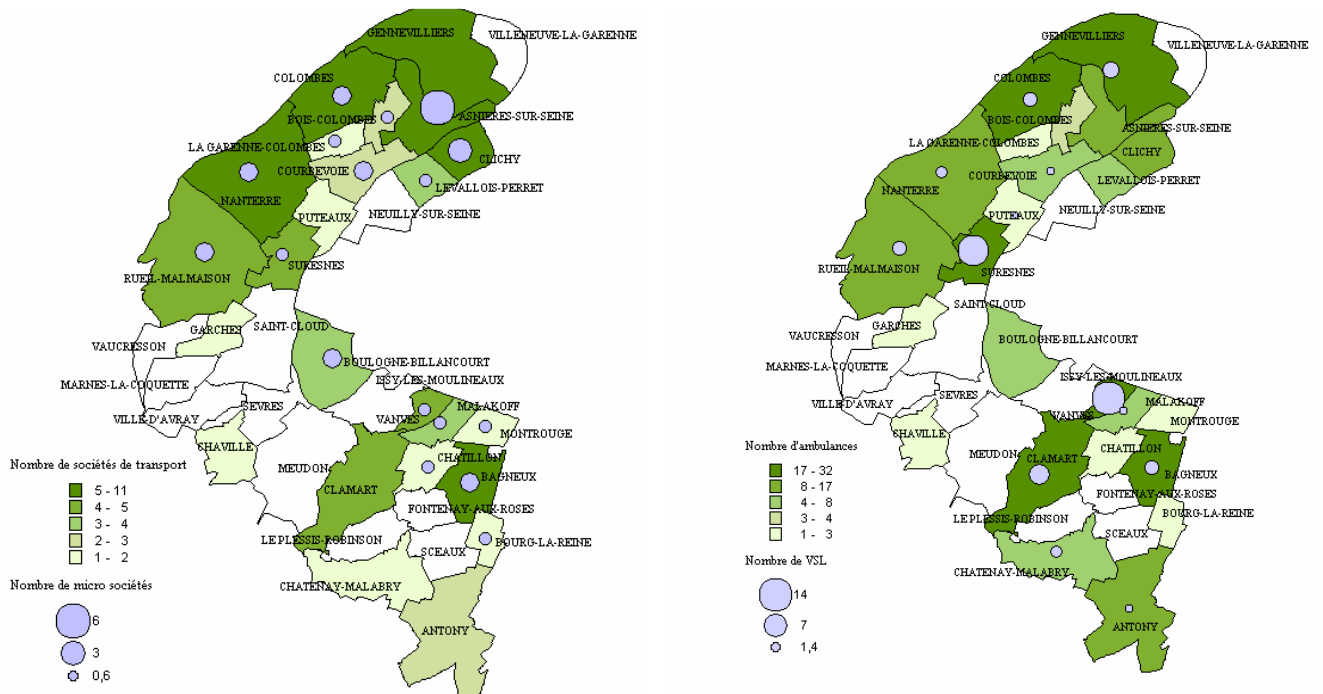 GENNEVILLIERS
VILLENEUVE-LA-GARENNE
COLOMBES
BOIS-COLOMBES
ASNIERES-SUR-SEINE
LA GARENNE-COLOMBES
CLICHY
COURBEVOIE
LEVALLOIS-PERRET
NANTERRE
PUTEAUX
NEUILLY-SUR-SEINE
RUEIL-MALMAISON
SURESNES
GARCHES
SAINT-CLOUD
VAUCRESSON
BOULOGNE-BILLANCOURT
MARNES-LA-COQUETTE
ISSY-LES-MOULINEAUX
VILLE-D'AVRAY
SEVRES
VANVES
MALAKOFF
MONTROUGE
CHAVILLE
MEUDON
CHATILLON
CLAMART
BAGNEUX
FONTENAY-AUX-ROSES
LE PLESSIS-ROBINSON
SCEAUX
BOURG-LA-REINE
CHATENAY-MALABRY
ANTONY
Nombre de sociétés de transport
5 - 11
4 - 5
3 - 4
2 - 3
1 - 2
Nombre de micro sociétés
6
3
0,6
GENNEVILLIERS
VILLENEUVE-LA-GARENNE
COLOMBES
BOIS-COLOMBES
ASNIERES-SUR-SEINE
LA GARENNE-COLOMBES
CLICHY
COURBEVOIE
LEVALLOIS-PERRET
NANTERRE
PUTEAUX
NEUILLY-SUR-SEINE
RUEIL-MALMAISON
SURESNES
SAINT-CLOUD
GARCHES
VAUCRESSON
BOULOGNE-BILLANCOURT
MARNES-LA-COQUETTE
ISSY-LES-MOULINEAUX
VILLE-D'AVRAY
SEVRES
VANVES
MALAKOFF
MONTROUGE
CHAVILLE
MEUDON
CHATILLON
CLAMART
BAGNEUX
FONTENAY-AUX-ROSES
LE PLESSIS-ROBINSON
BOURG-LA-REINE
SCEAUX
CHATENAY-MALABRY
ANTONY
Nombre d'ambulances
17 - 32
8 - 17
4 - 8
3 - 4
1 - 3
Nombre de VSL
14
7
1,4